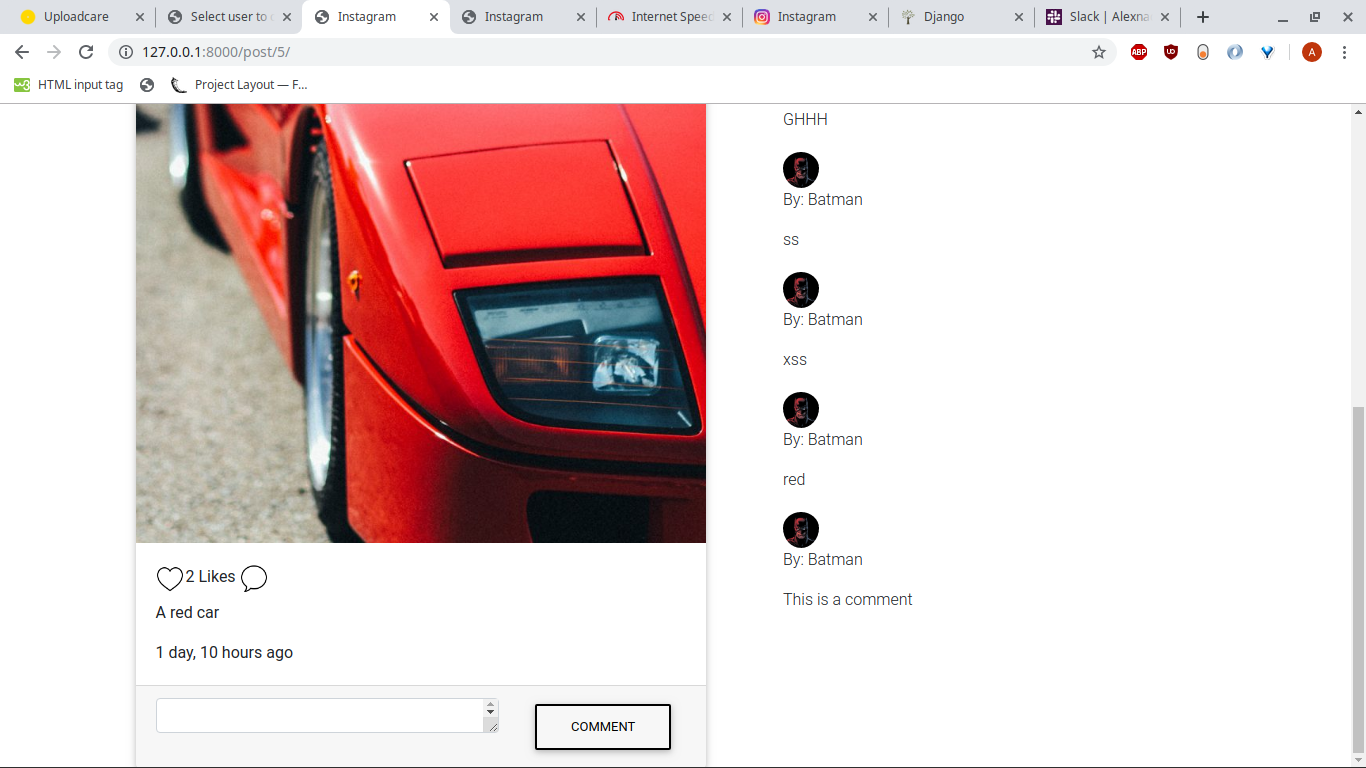 Uploadcare
Select user to c
Instagram
Instagram
Internet Speed
Instagram
Django
Slack | Alexna
127.0.0.1:8000/post/5/
ABP
UD
A
HTML input tag
Project Layout — F...
GHHH
By: Batman
ss
By: Batman
xss
By: Batman
red
By: Batman
This is a comment
2 Likes
A red car
1 day, 10 hours ago
COMMENT